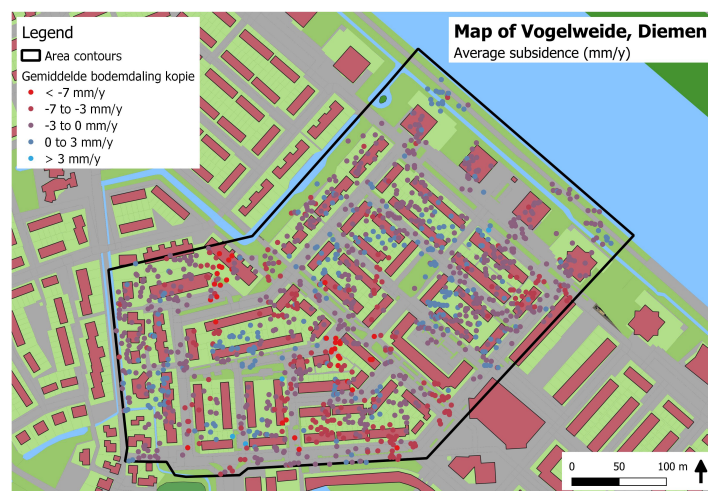 Legend
Area contours
Gemiddelde bodemdaling kopie
< -7 mm/y
-7 to -3 mm/y
-3 to 0 mm/y
0 to 3 mm/y
> 3 mm/y
Map of Vogelweide, Diemen
Average subsidence (mm/y)
0 50 100 m